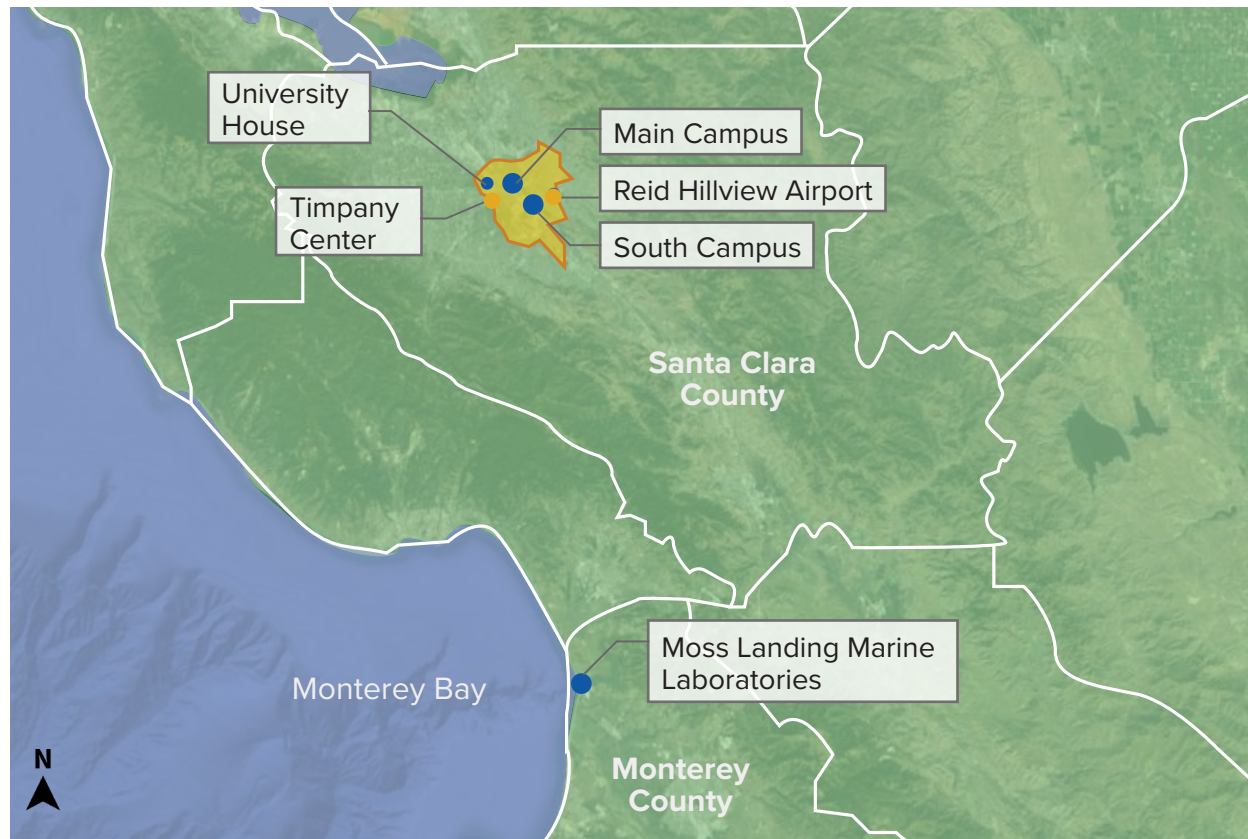 University
House
Main Campus
Reid Hillview Airport
Timpany
Center
South Campus
Santa Clara
County
Moss Landing Marine
Laboratories
Monterey Bay
Monterey
County
N